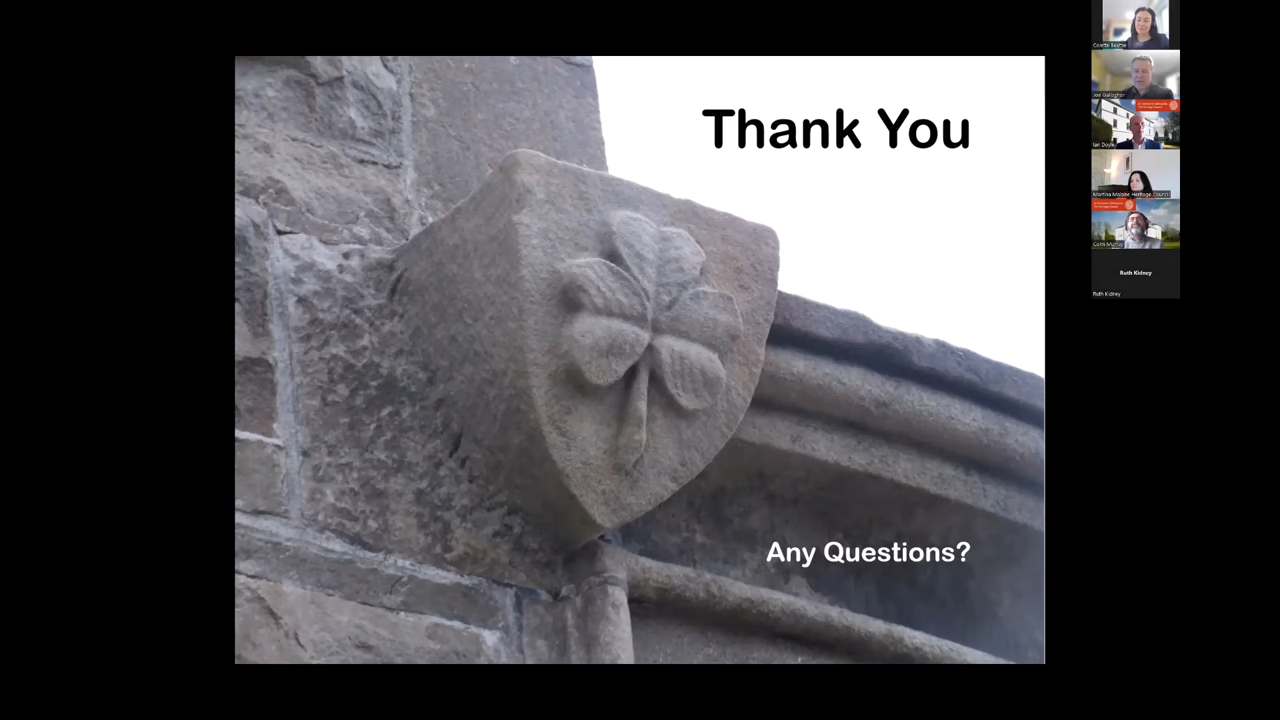 Thank You
Any Questions?
Colette Beattie
Joe Gallagher
Ian Doyle
Martina Malone Heritage Council
Colm Murray
Ruth Kidney
Ruth Kidney